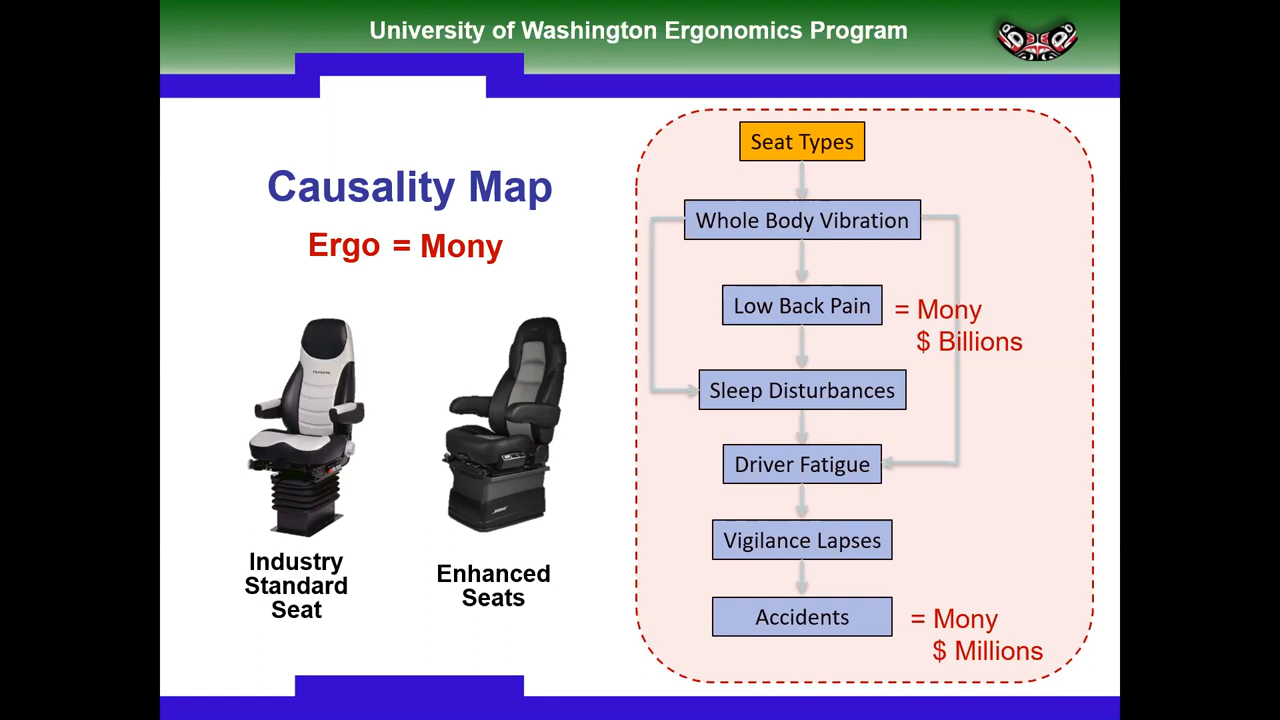 University of Washington Ergonomics Program
Causality Map
Ergo = Mony
Industry
Standard
Seat
Enhanced
Seats
Seat Types
Whole Body Vibration
Low Back Pain
= Mony
$ Billions
Sleep Disturbances
Driver Fatigue
Vigilance Lapses
Accidents
= Mony
$ Millions